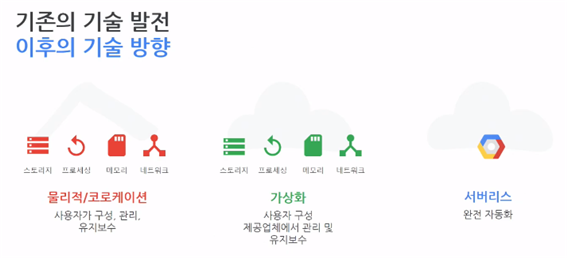 기존의 기술 발전
이후의 기술 방향
스토리지 프로세싱 메모리 네트워크
물리적/코로케이션
사용자가 구성, 관리,
유지보수
스토리지 프로세싱 메모리 네트워크
가상화
사용자 구성
제공업체에서 관리 및
유지보수
서버리스
완전 자동화